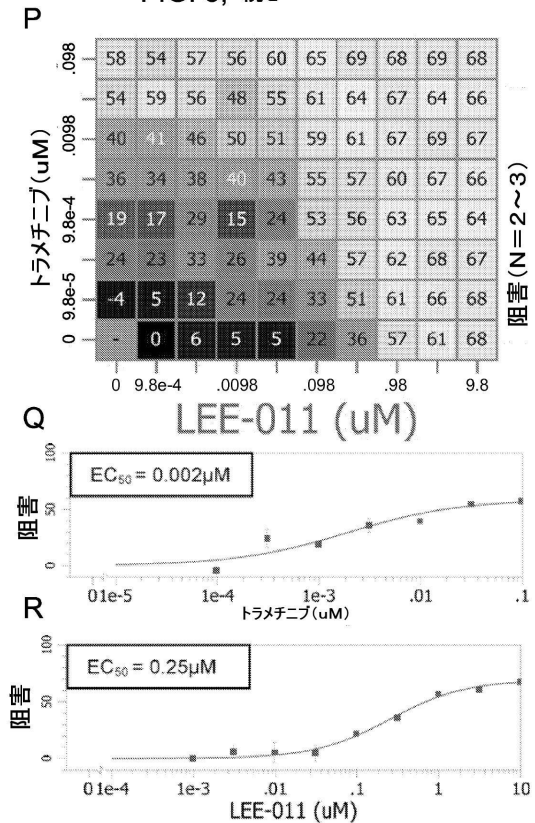 P
.098 58 54 57 56 60 65 69 68 69 68
54 59 56 48 55 61 64 67 64 66
.0098 40 41 46 50 51 59 61 67 69 67
36 34 38 40 43 55 57 60 67 66
9.8e-4 19 17 29 15 24 53 56 63 65 64
24 23 33 26 39 44 57 62 68 67
9.8e-5 -4 5 12 24 24 33 51 61 66 68
0 - 0 6 5 5 22 36 57 61 68
トラメチニブ(uM)
阻害(N=2~3)
0 9.8e-4 .0098 .098 .98 9.8
LEE-011 (uM)
Q
EC50 = 0.002μM
阻害
100
50
0
01e-5 1e-4 1e-3 .01 .1
トラメチニブ(uM)
R
EC50 = 0.25μM
阻害
100
50
0
01e-4 1e-3 .01 .1 1 10
LEE-011 (uM)